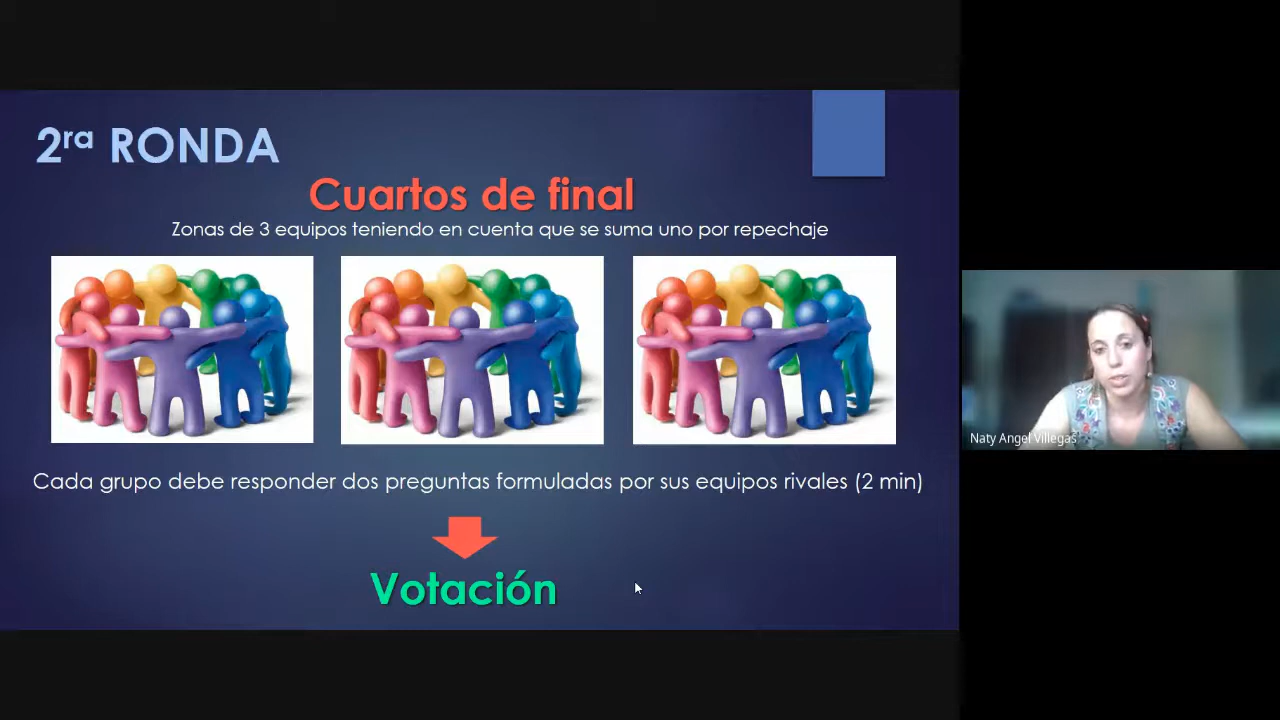 2ra RONDA
Cuartos de final
Zonas de 3 equipos teniendo en cuenta que se suma uno por repechaje
Cada grupo debe responder dos preguntas formuladas por sus equipos rivales (2 min)
Votación
Naty Angel Villegas